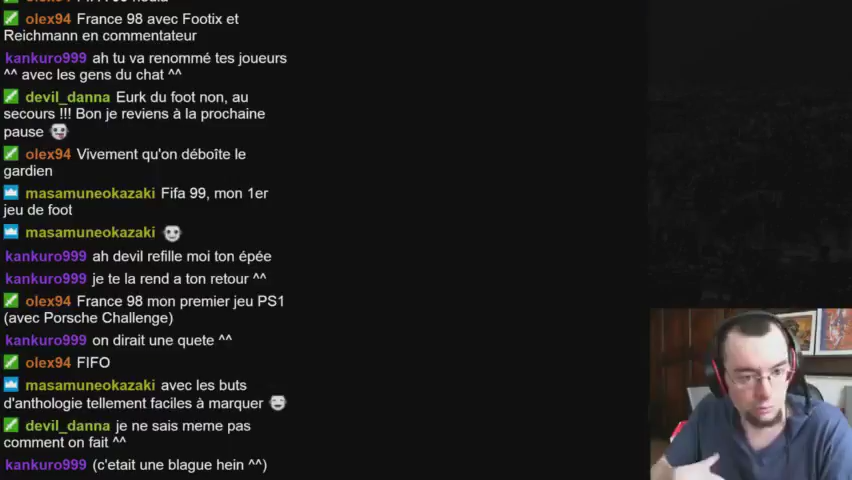 olex94 France 98 avec Footix et
Reichmann en commentateur
kankuro999 ah tu va renommé tes joueurs
^^ avec les gens du chat ^^
devil_danna Eurk du foot non, au
secours !!! Bon je reviens à la prochaine
pause
olex94 Vivement qu'on déboîte le
gardien
masamuneokazaki Fifa 99, mon 1er
jeu de foot
masamuneokazaki
kankuro999 ah devil refille moi ton épée
kankuro999 je te la rend a ton retour ^^
olex94 France 98 mon premier jeu PS1
(avec Porsche Challenge)
kankuro999 on dirait une quete ^^
olex94 FIFO
masamuneokazaki avec les buts
d'anthologie tellement faciles à marquer
devil_danna je ne sais meme pas
comment on fait ^^
kankuro999 (c'etait une blague hein ^^)